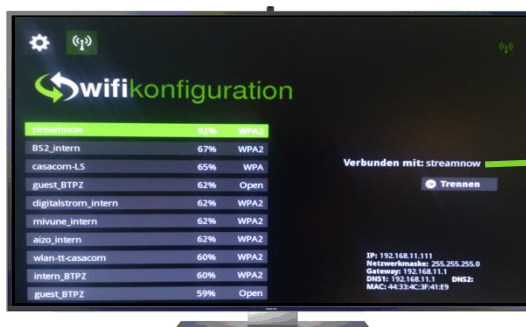 wifikonfiguration
streamnow 92% WPA2
BS2_intern 67% WPA2
casacom-LS 65% WPA
guest_BTPZ 62% Open
digitalstrom_intern 62% WPA2
mivune_intern 62% WPA2
aizo_intern 62% WPA2
wlan-tt-casacom 60% WPA2
intern_BTPZ 60% WPA2
guest_BTPZ 59% Open
Verbunden mit: streamnow
Trennen
IP: 192.168.11.111
Netzwerkmaske: 255.255.255.0
Gateway: 192.168.11.1
DNS1: 192.168.11.1 DNS2:
MAC: 44:33:4C:3F:41:E9